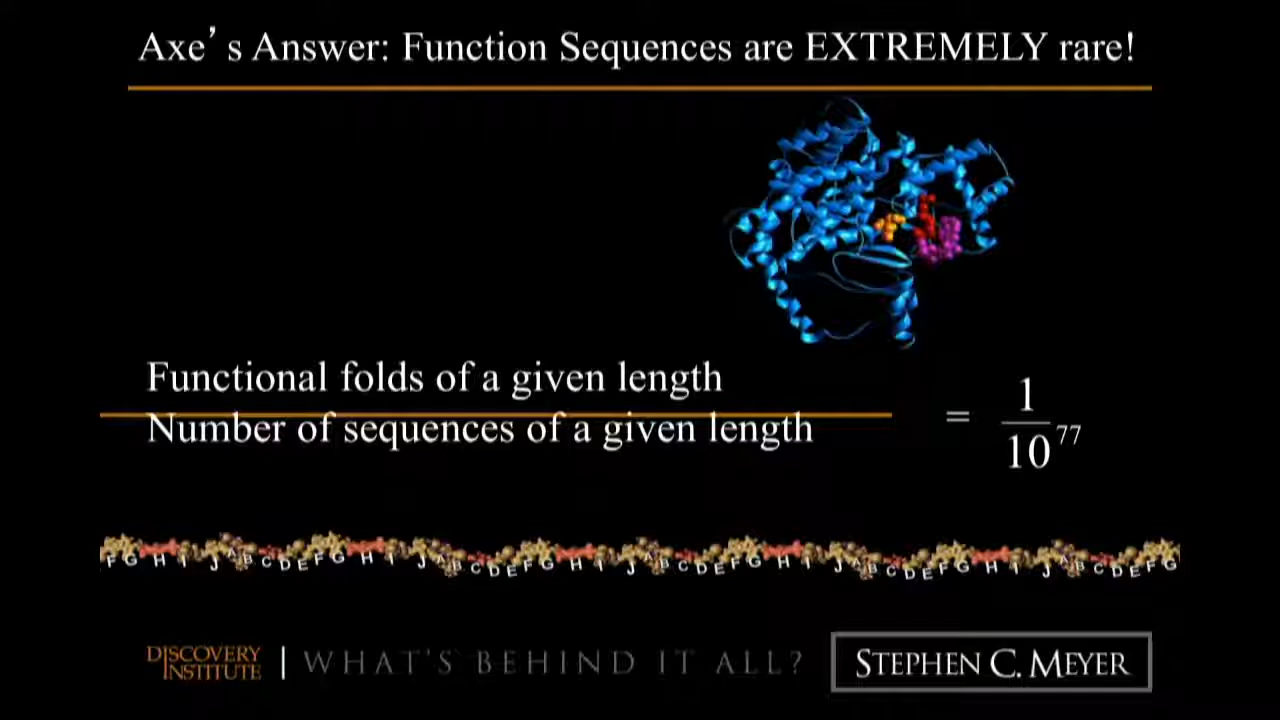 Axe's Answer: Function Sequences are EXTREMELY rare!
Functional folds of a given length
Number of sequences of a given length
=
1
10 77
F G H I J A B C D E F G H I J A B C D E F G H I J A B C D E F G H I J A B C D E F G H I J A B C D E F G
DISCOVERY
INSTITUTE
| WHAT'S BEHIND IT ALL?
STEPHEN C. MEYER